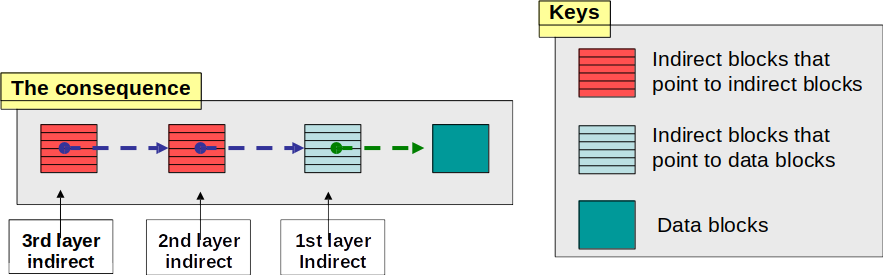 The consequence
3rd layer
indirect
2nd layer
indirect
1st layer
Indirect
Keys
Indirect blocks that
point to indirect blocks
Indirect blocks that
point to data blocks
Data blocks